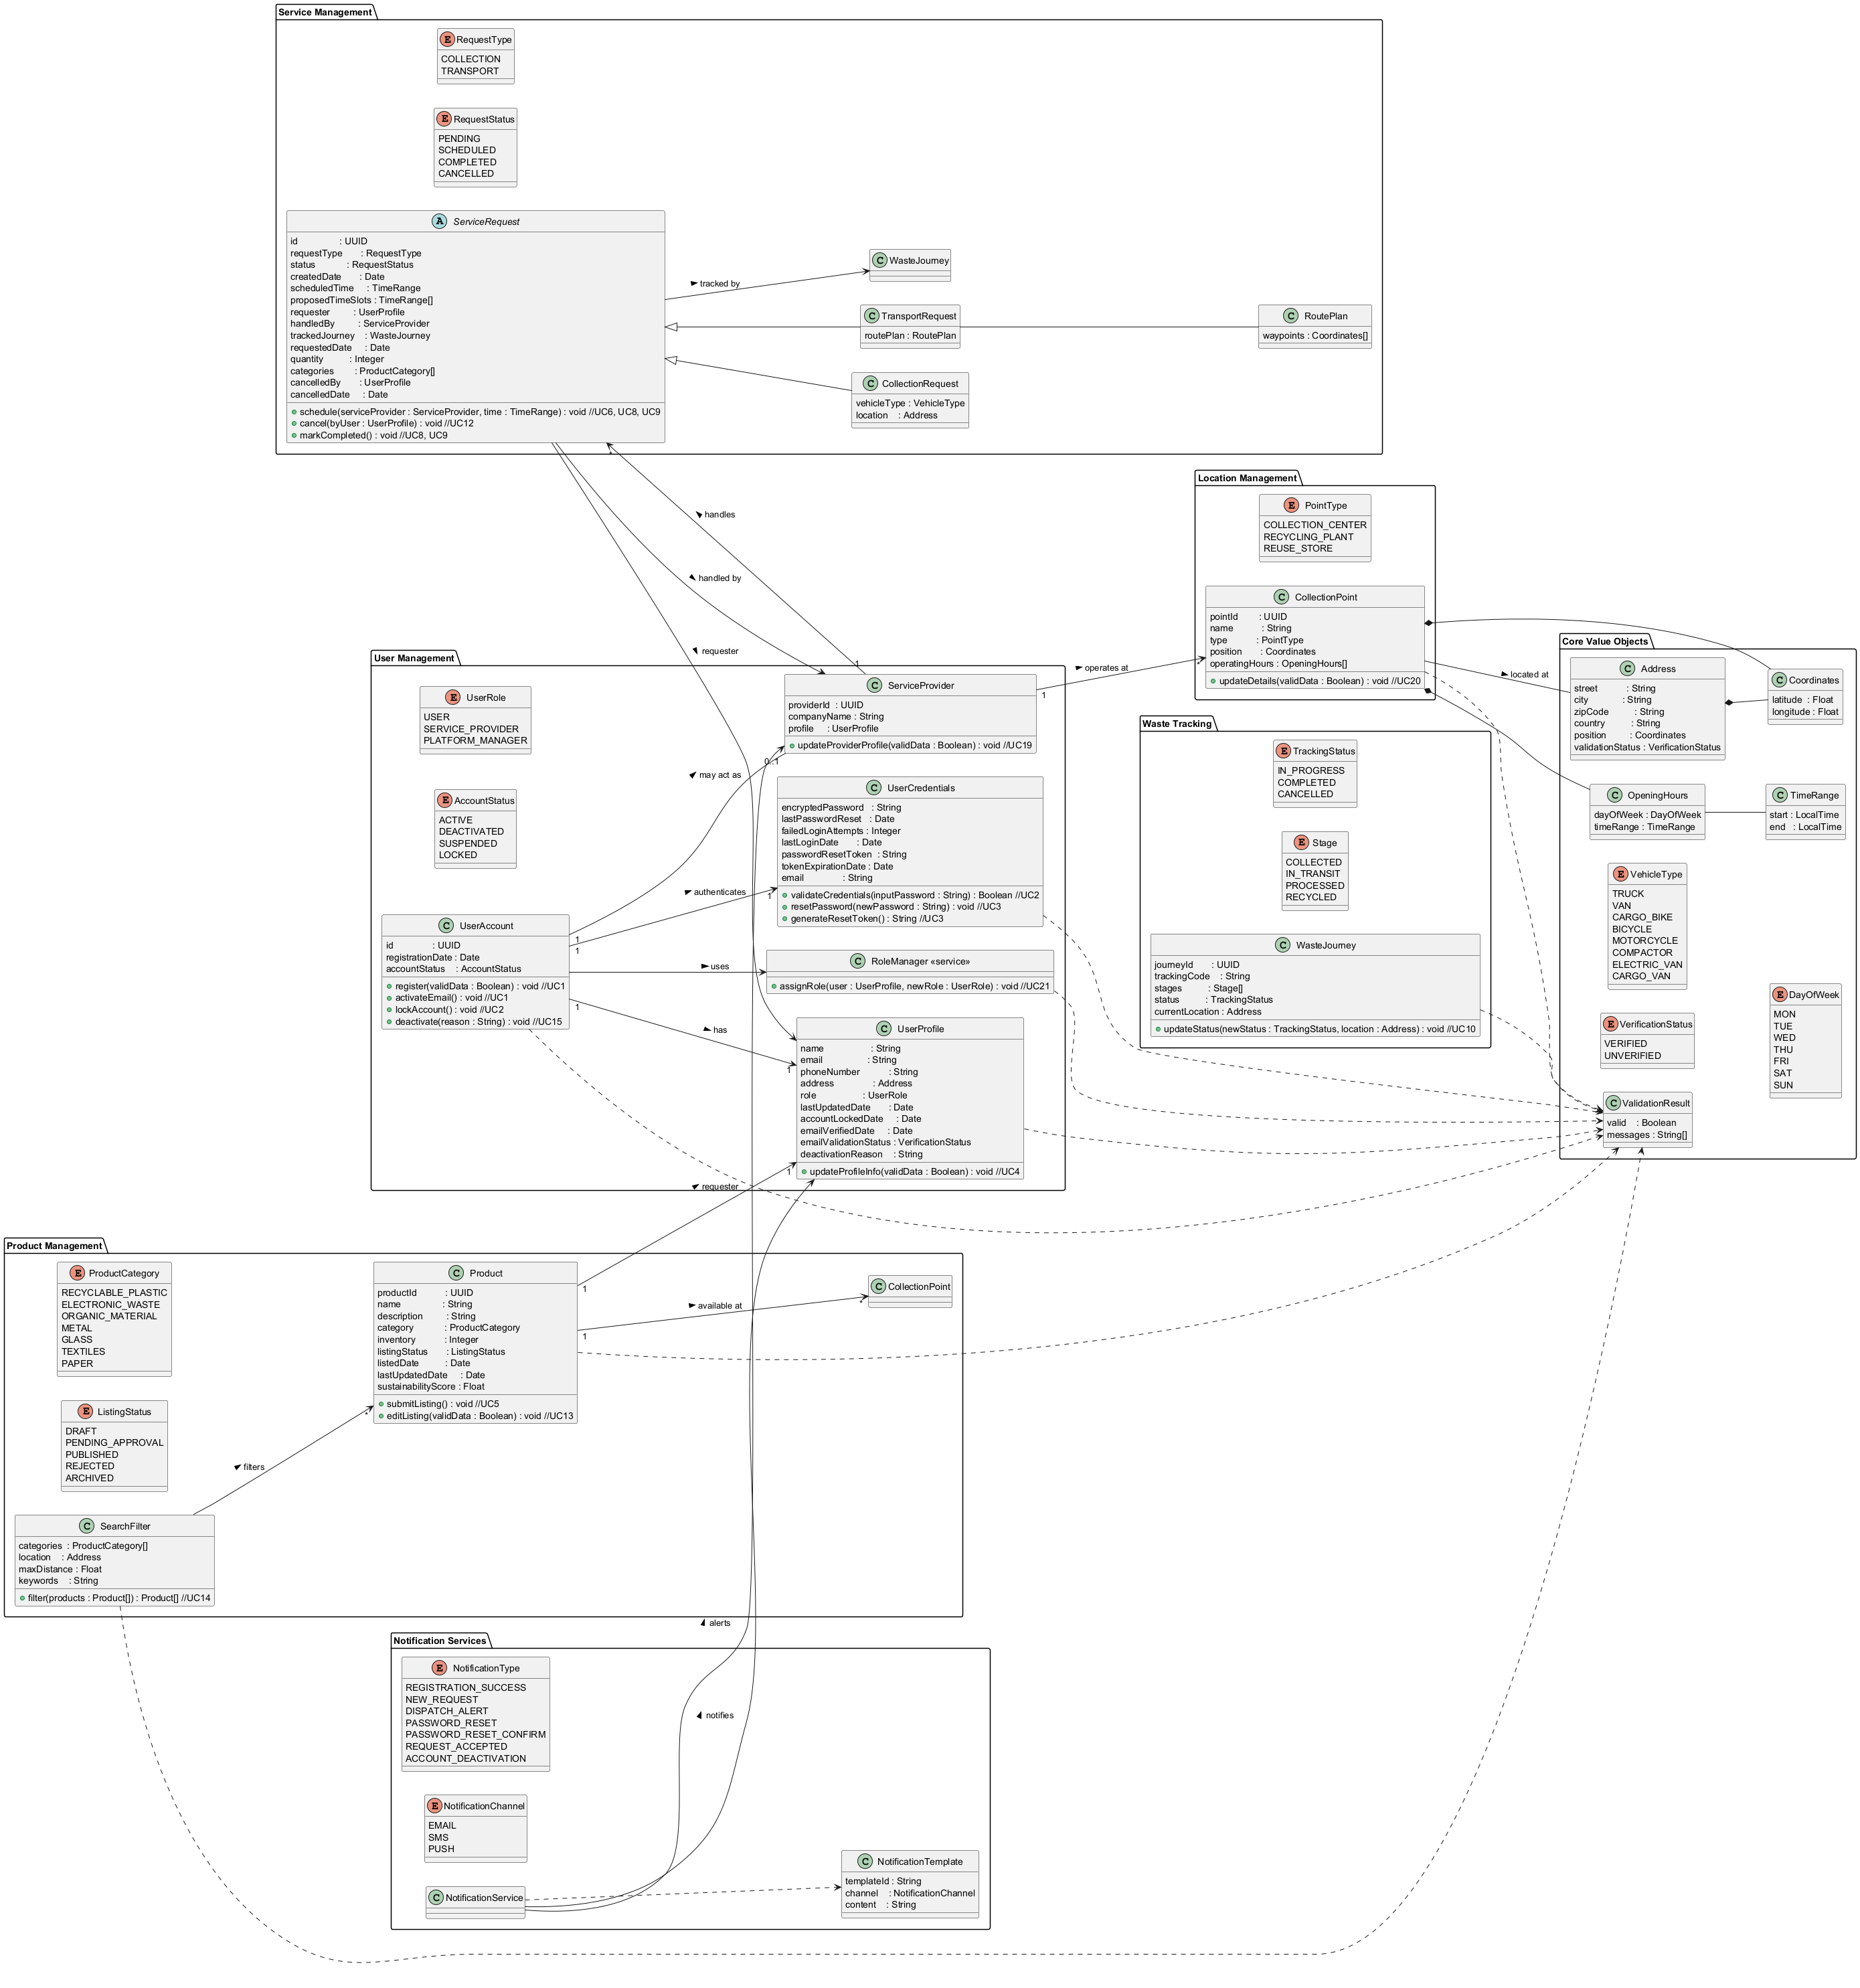 Service Management
E RequestType
COLLECTION
TRANSPORT
E RequestStatus
PENDING
SCHEDULED
COMPLETED
CANCELLED
A ServiceRequest
id : UUID
requestType : RequestType
status : RequestStatus
createdDate : Date
scheduledTime : TimeRange
proposedTimeSlots : TimeRange[]
requester : UserProfile
handledBy : ServiceProvider
trackedJourney : WasteJourney
requestedDate : Date
quantity : Integer
categories : ProductCategory[]
cancelledBy : UserProfile
cancelledDate : Date
schedule(serviceProvider : ServiceProvider, time : TimeRange) : void //UC6, UC8, UC9
cancel(byUser : UserProfile) : void //UC12
markCompleted() : void //UC8, UC9
tracked by
C WasteJourney
C TransportRequest
routePlan : RoutePlan
C RoutePlan
waypoints : Coordinates[]
C CollectionRequest
vehicleType : VehicleType
location : Address
*
handles
handled by
requester
1
Location Management
E PointType
COLLECTION_CENTER
RECYCLING_PLANT
REUSE_STORE
C CollectionPoint
pointId : UUID
name : String
type : PointType
position : Coordinates
operatingHours : OpeningHours[]
updateDetails(validData : Boolean) : void //UC20
operates at
1
*
located at
Core Value Objects
C Address
street : String
city : String
zipCode : String
country : String
position : Coordinates
validationStatus : VerificationStatus
C Coordinates
latitude : Float
longitude : Float
C OpeningHours
dayOfWeek : DayOfWeek
timeRange : TimeRange
C TimeRange
start : LocalTime
end : LocalTime
E VehicleType
TRUCK
VAN
CARGO_BIKE
BICYCLE
MOTORCYCLE
COMPACTOR
ELECTRIC_VAN
CARGO_VAN
E DayOfWeek
MON
TUE
WED
THU
FRI
SAT
SUN
E VerificationStatus
VERIFIED
UNVERIFIED
C ValidationResult
valid : Boolean
messages : String[]
User Management
E UserRole
USER
SERVICE_PROVIDER
PLATFORM_MANAGER
E AccountStatus
ACTIVE
DEACTIVATED
SUSPENDED
LOCKED
C UserAccount
id : UUID
registrationDate : Date
accountStatus : AccountStatus
register(validData : Boolean) : void //UC1
activateEmail() : void //UC1
lockAccount() : void //UC2
deactivate(reason : String) : void //UC15
C ServiceProvider
providerId : UUID
companyName : String
profile : UserProfile
updateProviderProfile(validData : Boolean) : void //UC19
0..1
may act as
1
authenticates
1
1
uses
1
has
1
C UserCredentials
encryptedPassword : String
lastPasswordReset : Date
failedLoginAttempts : Integer
lastLoginDate : Date
passwordResetToken : String
tokenExpirationDate : Date
email : String
validateCredentials(inputPassword : String) : Boolean //UC2
resetPassword(newPassword : String) : void //UC3
generateResetToken() : String //UC3
C RoleManager «service»
assignRole(user : UserProfile, newRole : UserRole) : void //UC21
C UserProfile
name : String
email : String
phoneNumber : String
address : Address
role : UserRole
lastUpdatedDate : Date
accountLockedDate : Date
emailVerifiedDate : Date
emailValidationStatus : VerificationStatus
deactivationReason : String
updateProfileInfo(validData : Boolean) : void //UC4
1
requester
Waste Tracking
E TrackingStatus
IN_PROGRESS
COMPLETED
CANCELLED
E Stage
COLLECTED
IN_TRANSIT
PROCESSED
RECYCLED
C WasteJourney
journeyId : UUID
trackingCode : String
stages : Stage[]
status : TrackingStatus
currentLocation : Address
updateStatus(newStatus : TrackingStatus, location : Address) : void //UC10
Product Management
E ProductCategory
RECYCLABLE_PLASTIC
ELECTRONIC_WASTE
ORGANIC_MATERIAL
METAL
GLASS
TEXTILES
PAPER
E ListingStatus
DRAFT
PENDING_APPROVAL
PUBLISHED
REJECTED
ARCHIVED
C SearchFilter
categories : ProductCategory[]
location : Address
maxDistance : Float
keywords : String
filter(products : Product[]) : Product[] //UC14
filters
*
C Product
productId : UUID
name : String
description : String
category : ProductCategory
inventory : Integer
listingStatus : ListingStatus
listedDate : Date
lastUpdatedDate : Date
sustainabilityScore : Float
submitListing() : void //UC5
editListing(validData : Boolean) : void //UC13
1
1
available at
*
C CollectionPoint
Notification Services
alerts
notifies
E NotificationType
REGISTRATION_SUCCESS
NEW_REQUEST
DISPATCH_ALERT
PASSWORD_RESET
PASSWORD_RESET_CONFIRM
REQUEST_ACCEPTED
ACCOUNT_DEACTIVATION
E NotificationChannel
EMAIL
SMS
PUSH
C NotificationService
C NotificationTemplate
templateId : String
channel : NotificationChannel
content : String